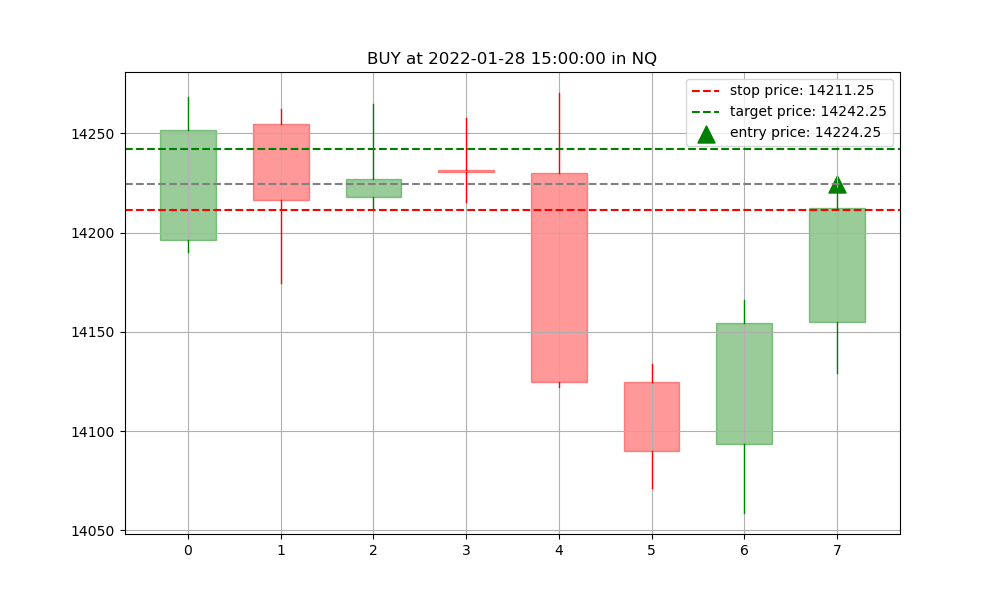 BUY at 2022-01-28 15:00:00 in NQ
stop price: 14211.25
target price: 14242.25
entry price: 14224.25
14250
14200
14150
14100
14050
0 1 2 3 4 5 6 7